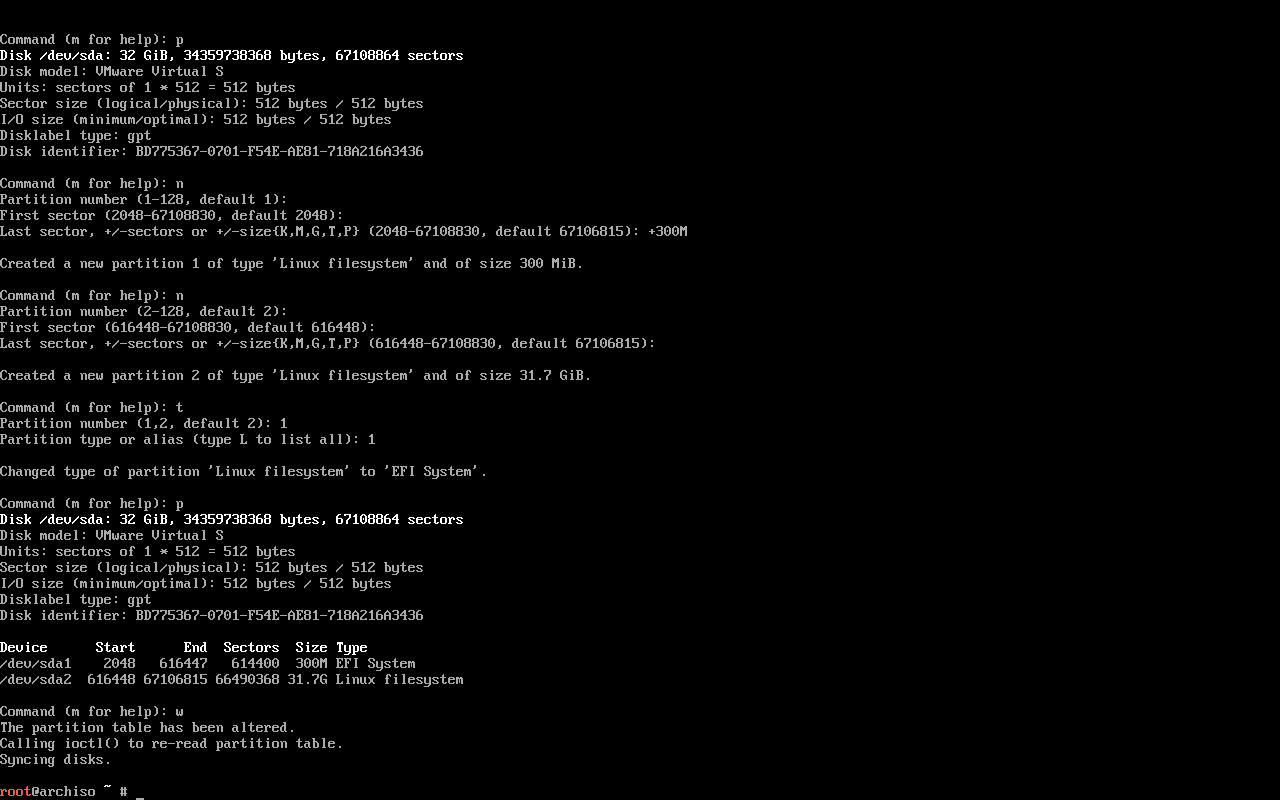 Command (m for help): p
Disk /dev/sda: 32 GiB, 34359738368 bytes, 67108864 sectors
Disk model: VMware Virtual S
Units: sectors of 1 * 512 = 512 bytes
Sector size (logical/physical): 512 bytes / 512 bytes
I/O size (minimum/optimal): 512 bytes / 512 bytes
Disklabel type: gpt
Disk identifier: BD775367-0701-F54E-AE81-718A216A3436
Command (m for help): n
Partition number (1-128, default 1):
First sector (2048-67108830, default 2048):
Last sector, +/-sectors or +/-size{K,M,G,T,P} (2048-67108830, default 67106815): +300M
Created a new partition 1 of type 'Linux filesystem' and of size 300 MiB.
Command (m for help): n
Partition number (2-128, default 2):
First sector (616448-67108830, default 616448):
Last sector, +/-sectors or +/-size{K,M,G,T,P} (616448-67108830, default 67106815):
Created a new partition 2 of type 'Linux filesystem' and of size 31.7 GiB.
Command (m for help): t
Partition number (1,2, default 2): 1
Partition type or alias (type L to list all): 1
Changed type of partition 'Linux filesystem' to 'EFI System'.
Command (m for help): p
Disk /dev/sda: 32 GiB, 34359738368 bytes, 67108864 sectors
Disk model: VMware Virtual S
Units: sectors of 1 * 512 = 512 bytes
Sector size (logical/physical): 512 bytes / 512 bytes
I/O size (minimum/optimal): 512 bytes / 512 bytes
Disklabel type: gpt
Disk identifier: BD775367-0701-F54E-AE81-718A216A3436
Device      Start      End  Sectors  Size Type
/dev/sda1    2048   616447   614400  300M EFI System
/dev/sda2  616448 67106815 66490368 31.7G Linux filesystem
Command (m for help): w
The partition table has been altered.
Calling ioctl() to re-read partition table.
Syncing disks.
root@archiso ~ # _